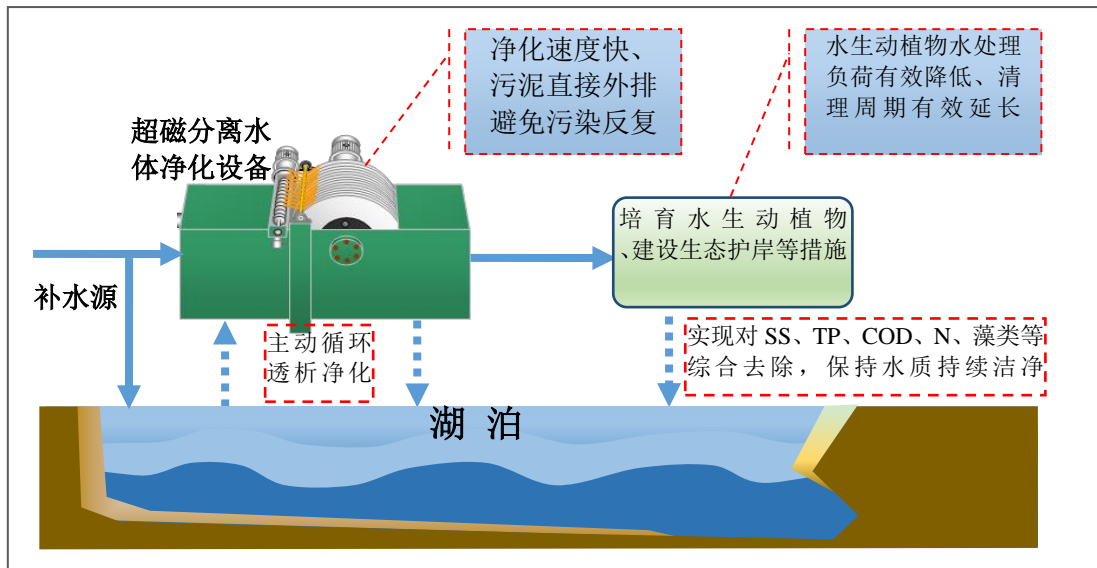 净化速度快、
污泥直接外排
避免污染反复
水生动植物水处理
负荷有效降低、清
理周期有效延长
超磁分离水
体净化设备
培育水生动植物
、建设生态护岸等措施
补水源
主动循环
透析净化
实现对 SS、TP、COD、N、藻类等
综合去除，保持水质持续洁净
湖 泊